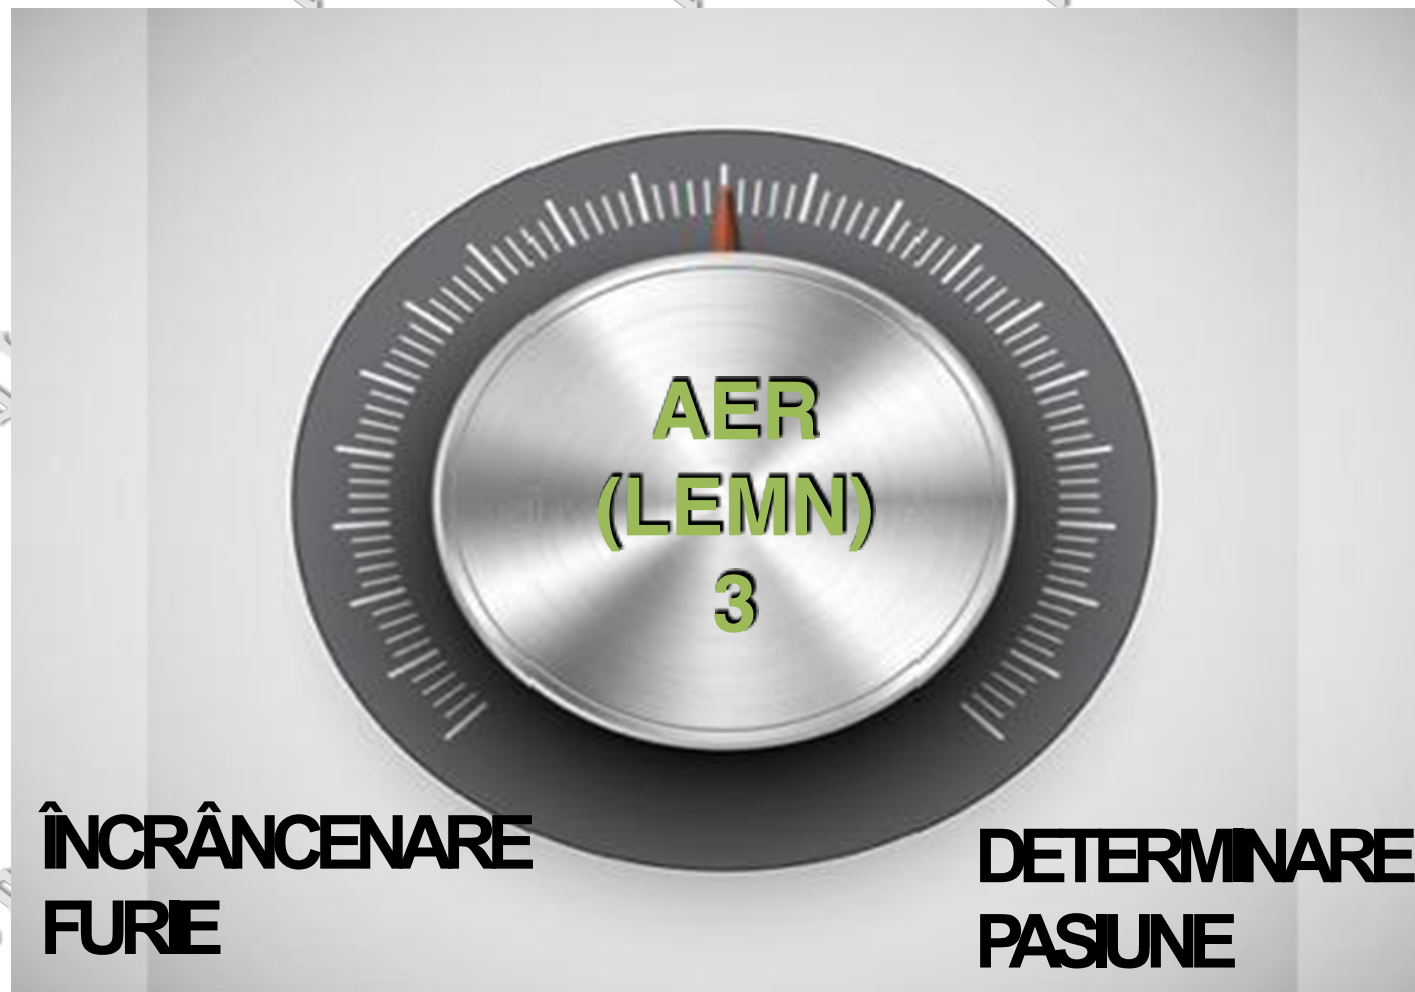 AER
(LEMN)
3
ÎNCRÂNCENARE
FURIE
DETERMINARE
PASIUNE